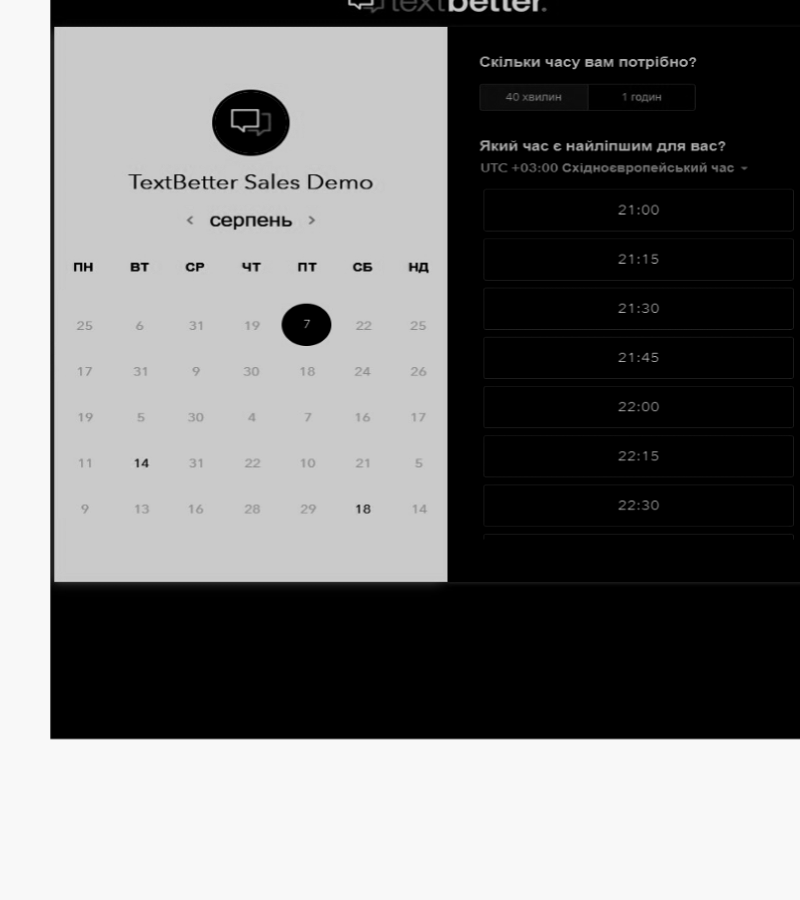 textbetter.
TextBetter Sales Demo
серпень
ПН ВТ СР ЧТ ПТ СБ НД
25 6 31 19 7 22 25
17 31 9 30 18 24 26
19 5 30 4 7 16 17
11 14 31 22 10 21 5
9 13 16 28 29 18 14
Скільки часу вам потрібно?
40 хвилин 1 годин
Який час є найліпшим для вас?
UTC +03:00 Східноєвропейський час
21:00
21:15
21:30
21:45
22:00
22:15
22:30